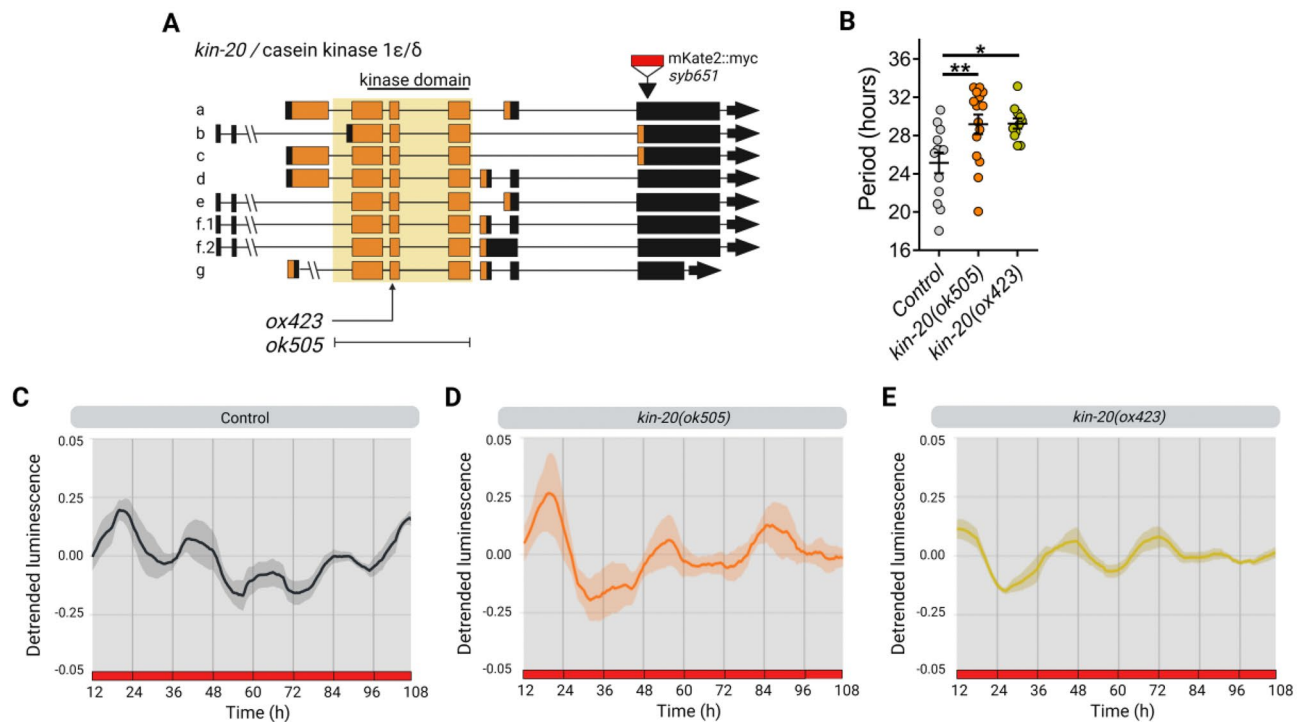 A
kin-20 / casein kinase 1ε/δ
kinase domain
mKate2::myc
syb651
a
b
c
d
e
f.1
f.2
g
ox423
ok505
B
Period (hours)
36
32
28
24
20
16
*
**
Control
kin-20(ok505)
kin-20(ox423)
C
Control
Detrended luminescence
0.05
0.25
0.00
-0.25
-0.05
12 24 36 48 60 72 84 96 108
Time (h)
D
kin-20(ok505)
Detrended luminescence
0.05
0.25
0.00
-0.25
-0.05
12 24 36 48 60 72 84 96 108
Time (h)
E
kin-20(ox423)
Detrended luminescence
0.05
0.25
0.00
-0.25
-0.05
12 24 36 48 60 72 84 96 108
Time (h)